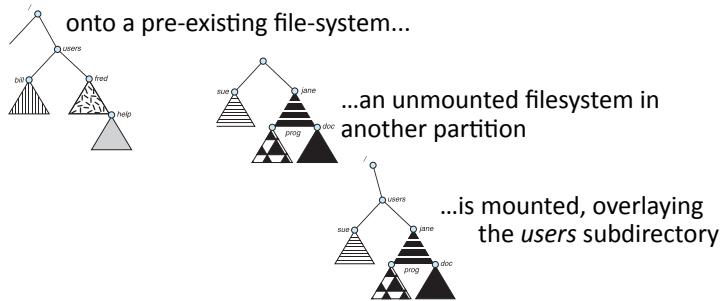 /
onto a pre-existing file-system...
users
bill
fred
help
sue
jane
prog
doc
...an unmounted filesystem in
another partition
/
users
sue
jane
prog
doc
...is mounted, overlaying
the users subdirectory